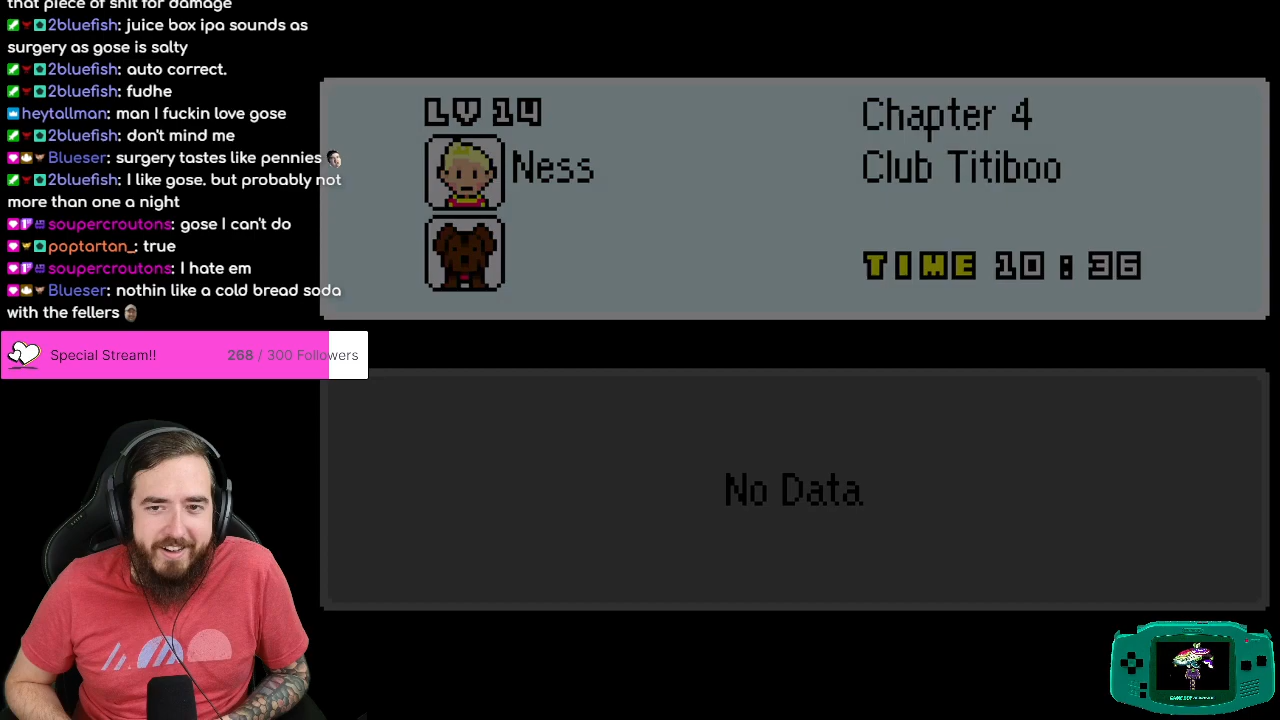 that piece of shit for damage
2bluefish: juice box ipa sounds as
surgery as gose is salty
2bluefish: auto correct.
2bluefish: fudhe
heytallman: man I fuckin love gose
2bluefish: don't mind me
Blueser: surgery tastes like pennies
2bluefish: I like gose. but probably not
more than one a night
soupercroutons: gose I can't do
poptartan_: true
soupercroutons: I hate em
Blueser: nothin like a cold bread soda
with the fellers
Special Stream!! 268 / 300 Followers
LV 14
Ness
Chapter 4
Club Titiboo
TIME 10:36
No Data